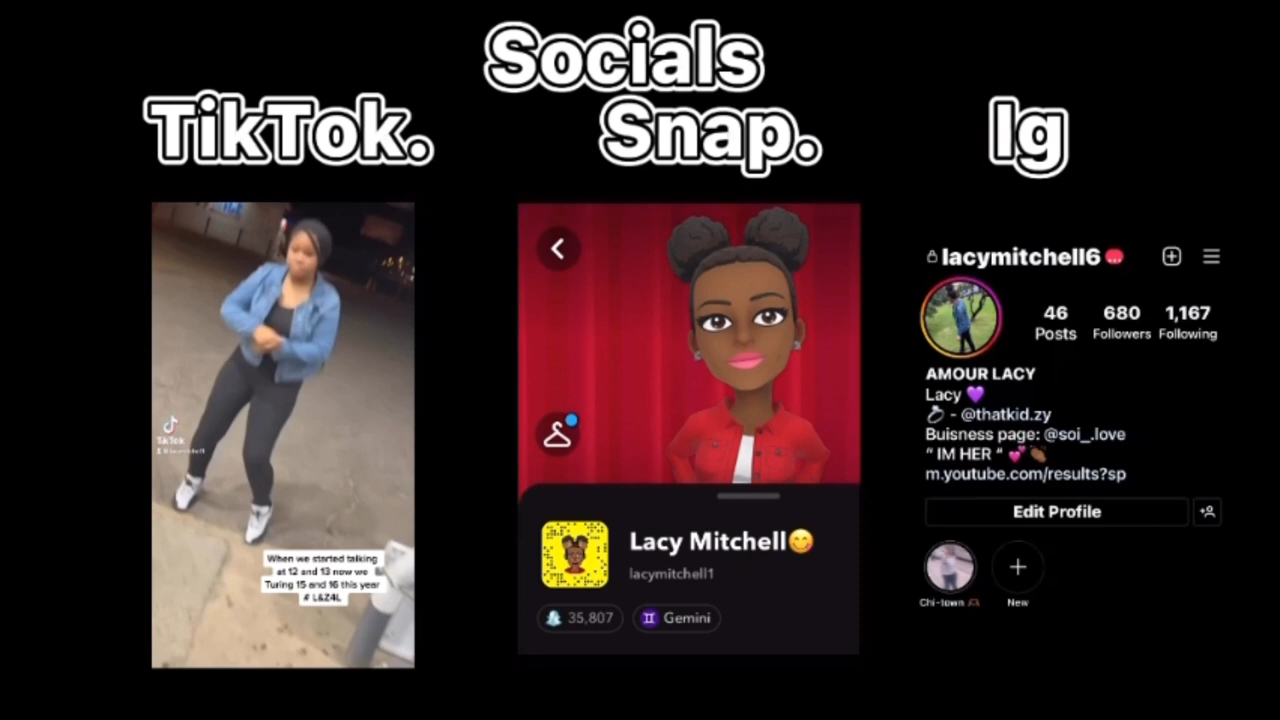 Socials
TikTok.
Snap.
Ig
TikTok
When we started talking
at 12 and 13 now we
Turing 15 and 16 this year
# L&Z4L
Lacy Mitchell😋
lacymitchell1
35,807
Gemini
lacymitchell6
46
Posts
680
Followers
1,167
Following
AMOUR LACY
Lacy 💜
💍 - @thatkid.zy
Buisness page: @soi_.love
“ IM HER “ 💕👏🏾
m.youtube.com/results?sp
Edit Profile
Chi-town
New